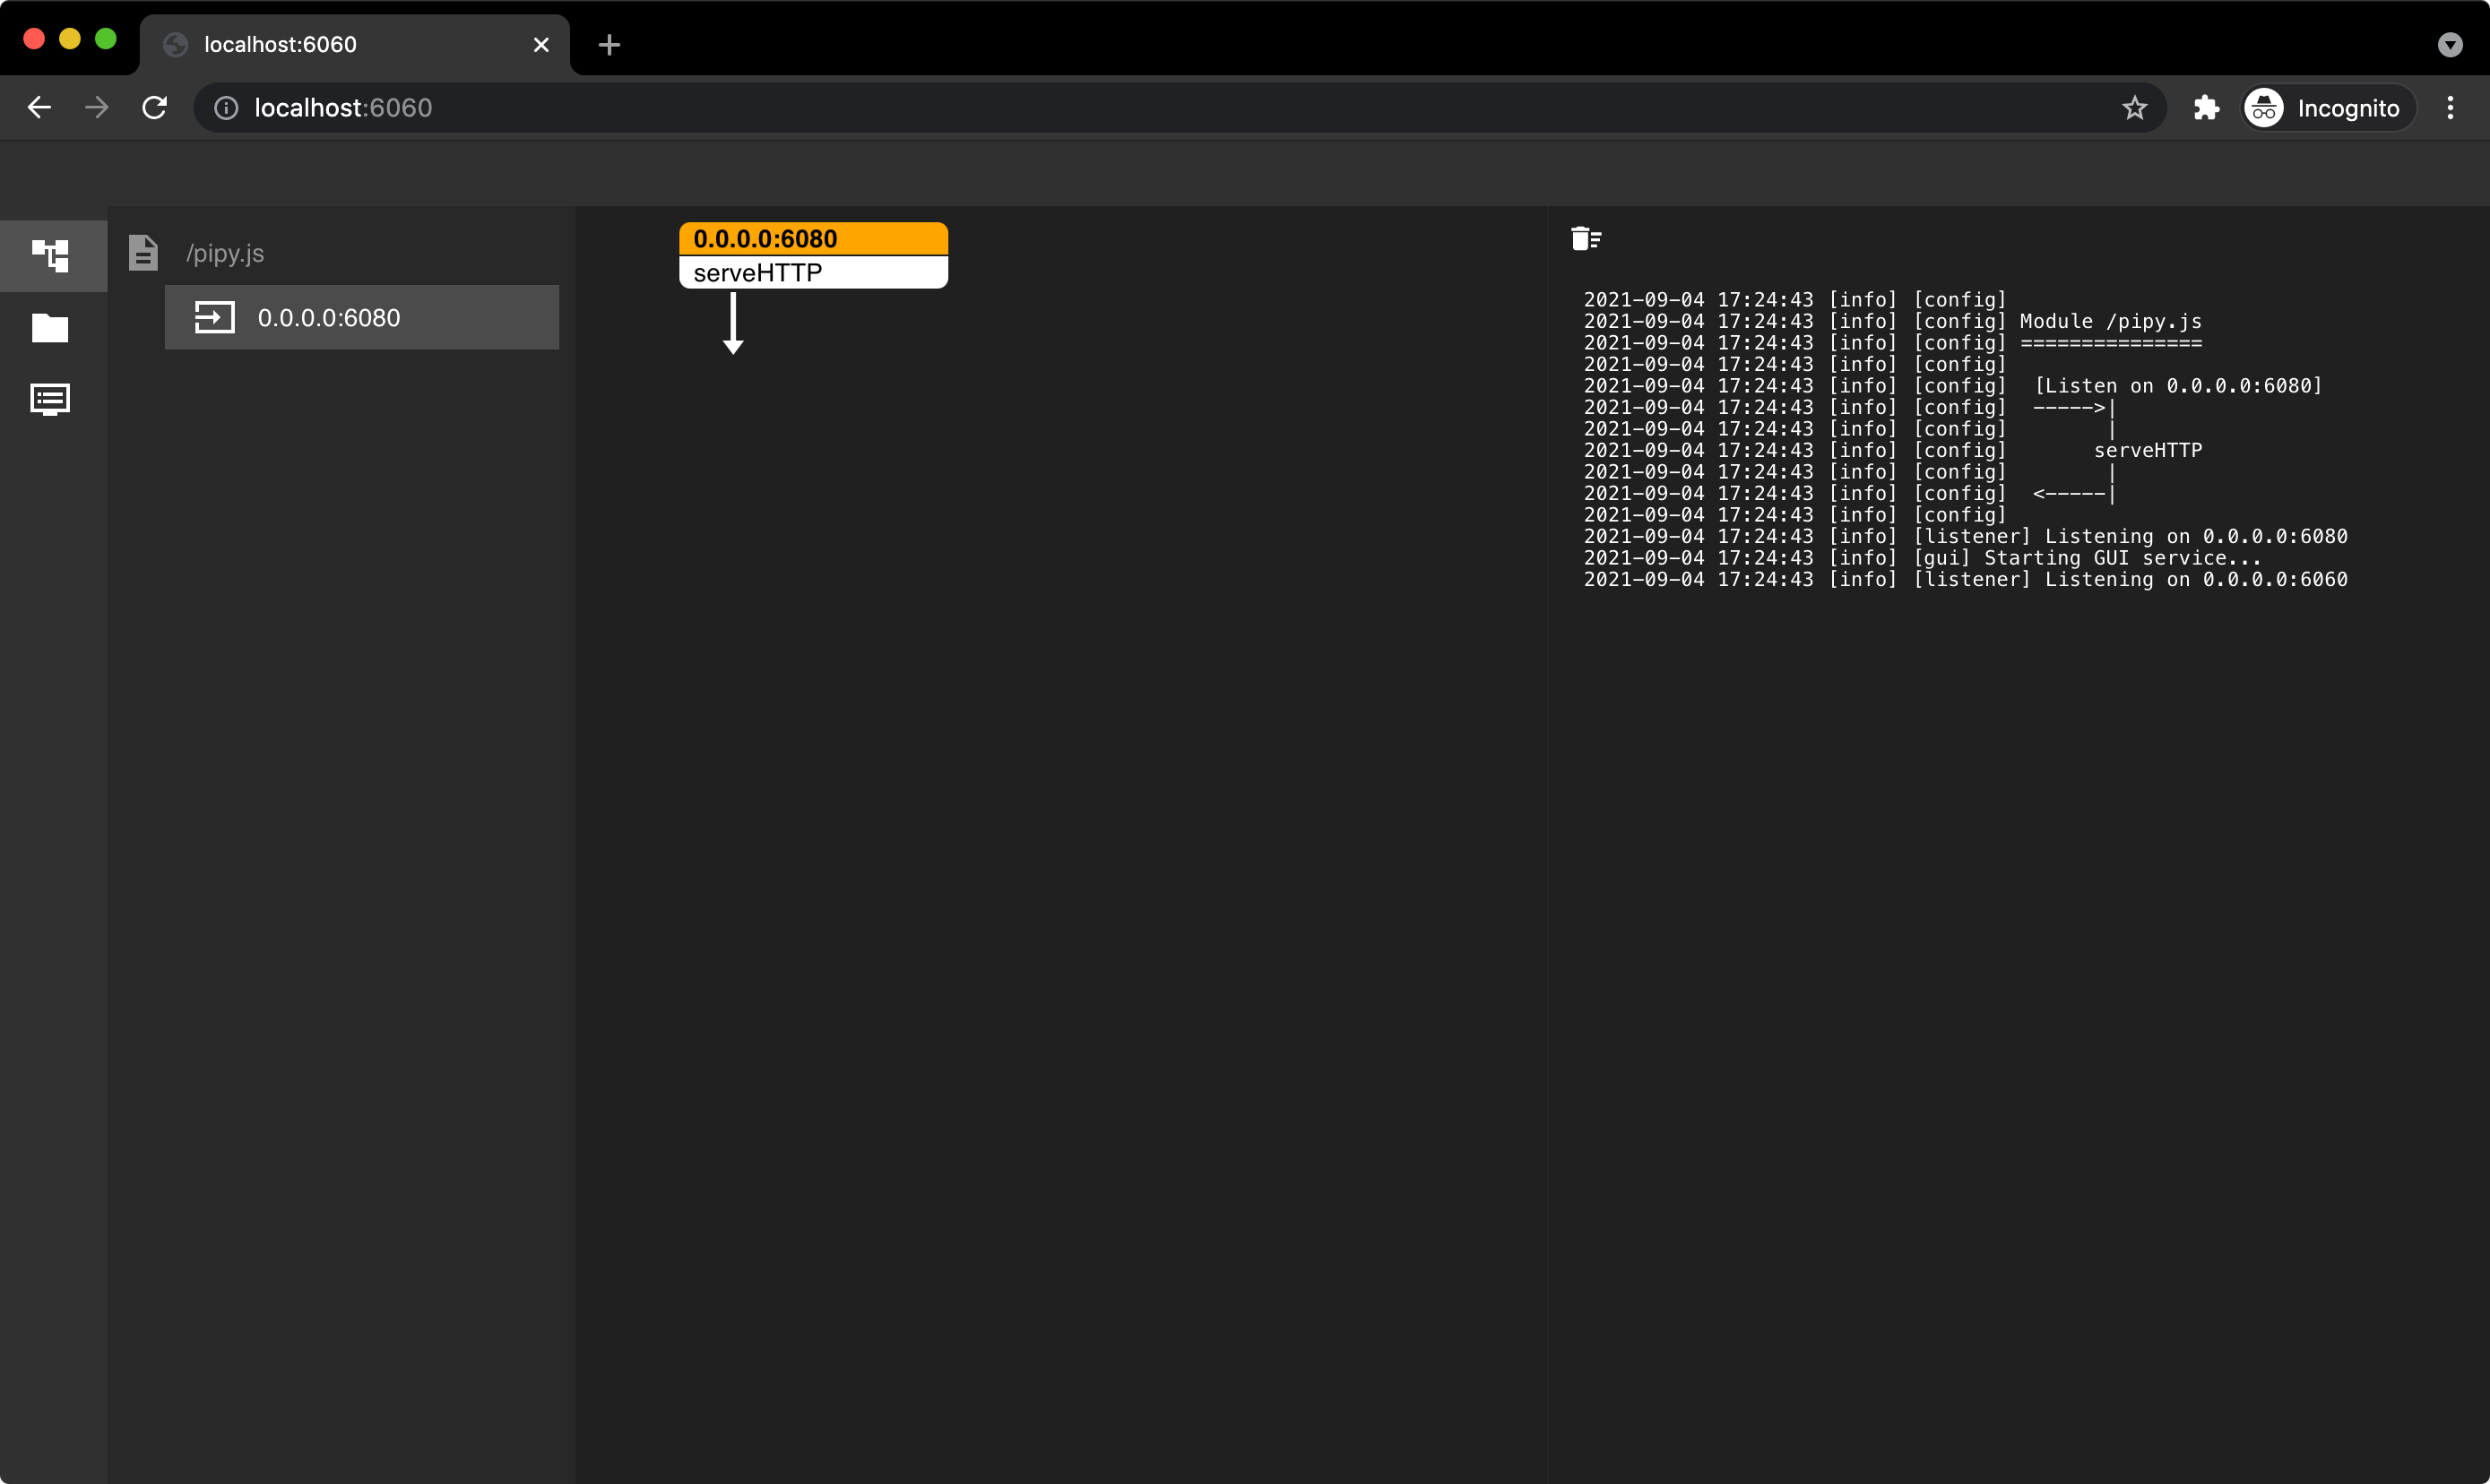 localhost:6060
localhost:6060
Incognito
/pipy.js
0.0.0.0:6080
0.0.0.0:6080
serveHTTP
2021-09-04 17:24:43 [info] [config]
2021-09-04 17:24:43 [info] [config] Module /pipy.js
2021-09-04 17:24:43 [info] [config] ===============
2021-09-04 17:24:43 [info] [config]
2021-09-04 17:24:43 [info] [config]  [Listen on 0.0.0.0:6080]
2021-09-04 17:24:43 [info] [config]  ----->|
2021-09-04 17:24:43 [info] [config]        |
2021-09-04 17:24:43 [info] [config]       serveHTTP
2021-09-04 17:24:43 [info] [config]        |
2021-09-04 17:24:43 [info] [config]  <-----|
2021-09-04 17:24:43 [info] [config]
2021-09-04 17:24:43 [info] [listener] Listening on 0.0.0.0:6080
2021-09-04 17:24:43 [info] [gui] Starting GUI service...
2021-09-04 17:24:43 [info] [listener] Listening on 0.0.0.0:6060